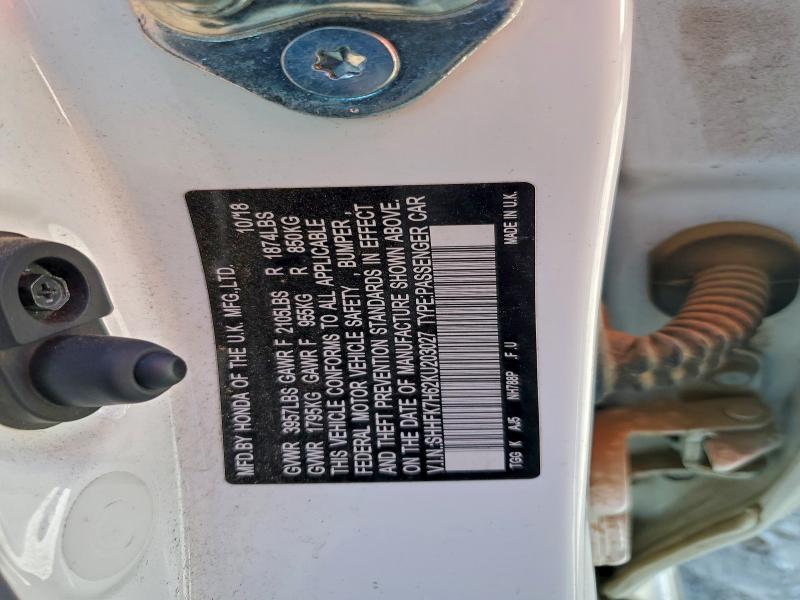 MFD.BY HONDA OF THE U.K. MFG.,LTD. 10/18
GVWR 3957LBS GAWR F 2105LBS R 1874LBS
GVWR 1795KG GAWR F 955KG R 850KG
THIS VEHICLE CONFORMS TO ALL APPLICABLE
FEDERAL MOTOR VEHICLE SAFETY , BUMPER ,
AND THEFT PREVENTION STANDARDS IN EFFECT
ON THE DATE OF MANUFACTURE SHOWN ABOVE.
V.I.N.:SHHFK7H62KU203027 TYPE:PASSENGER CAR
TGG K AJ5 NH788P F J U MADE IN U.K.